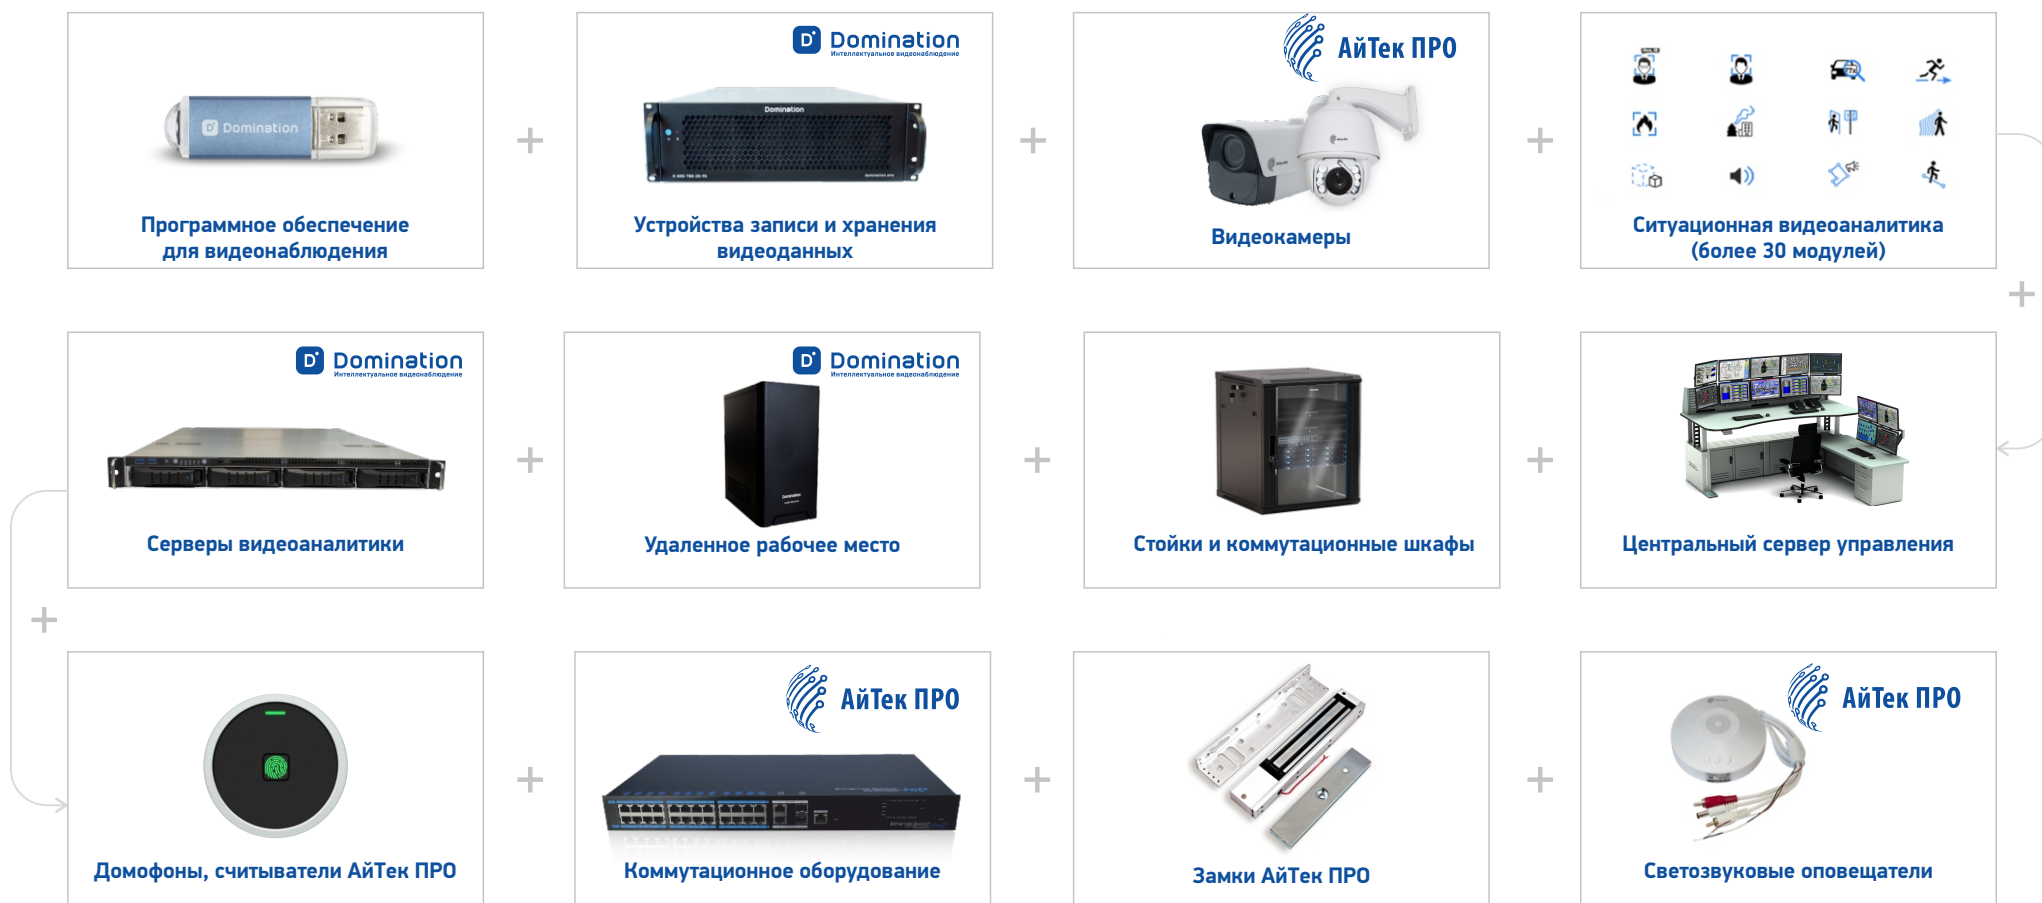 Domination
Программное обеспечение
для видеонаблюдения
Domination
Интеллектуальное видеонаблюдение
Domination
Устройства записи и хранения
видеоданных
АйТек ПРО
Видеокамеры
Ситуационная видеоаналитика
(более 30 модулей)
Domination
Интеллектуальное видеонаблюдение
Серверы видеоаналитики
Domination
Интеллектуальное видеонаблюдение
Domination
Удаленное рабочее место
Стойки и коммутационные шкафы
Центральный сервер управления
Домофоны, считыватели АйТек ПРО
АйТек ПРО
Коммутационное оборудование
Замки АйТек ПРО
АйТек ПРО
Светозвуковые оповещатели